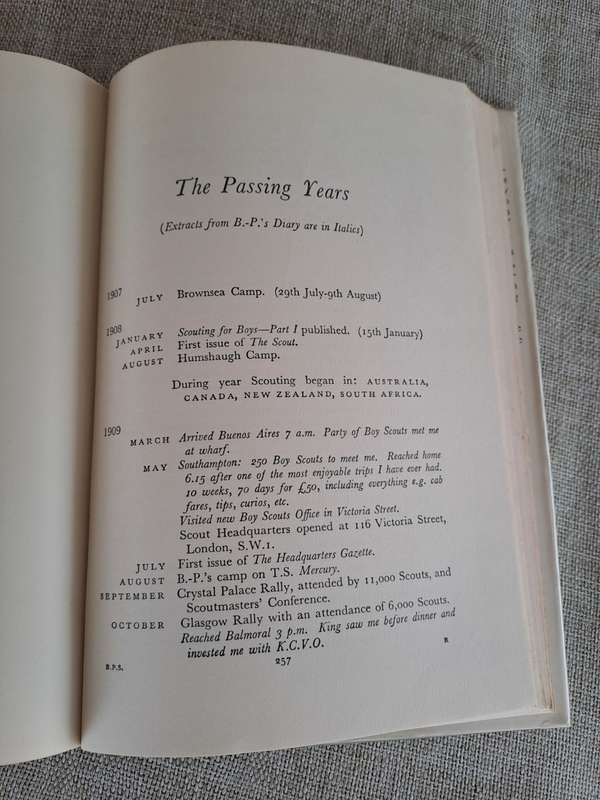 The Passing Years
(Extracts from B.-P.'s Diary are in Italics)
1907
JULY Brownsea Camp. (29th July-9th August)
1908
JANUARY Scouting for Boys—Part I published. (15th January)
APRIL First issue of The Scout.
AUGUST Humshaugh Camp.
During year Scouting began in: AUSTRALIA,
CANADA, NEW ZEALAND, SOUTH AFRICA.
1909
MARCH Arrived Buenos Aires 7 a.m. Party of Boy Scouts met me
at wharf.
MAY Southampton: 250 Boy Scouts to meet me. Reached home
6.15 after one of the most enjoyable trips I have ever had.
10 weeks, 70 days for £50, including everything e.g. cab
fares, tips, curios, etc.
Visited new Boy Scouts Office in Victoria Street.
Scout Headquarters opened at 116 Victoria Street,
London, S.W.1.
JULY First issue of The Headquarters Gazette.
AUGUST B.-P.'s camp on T.S. Mercury.
SEPTEMBER Crystal Palace Rally, attended by 11,000 Scouts, and
Scoutmasters' Conference.
OCTOBER Glasgow Rally with an attendance of 6,000 Scouts.
Reached Balmoral 3 p.m. King saw me before dinner and
invested me with K.C.V.O.
B.P.S. 257 R